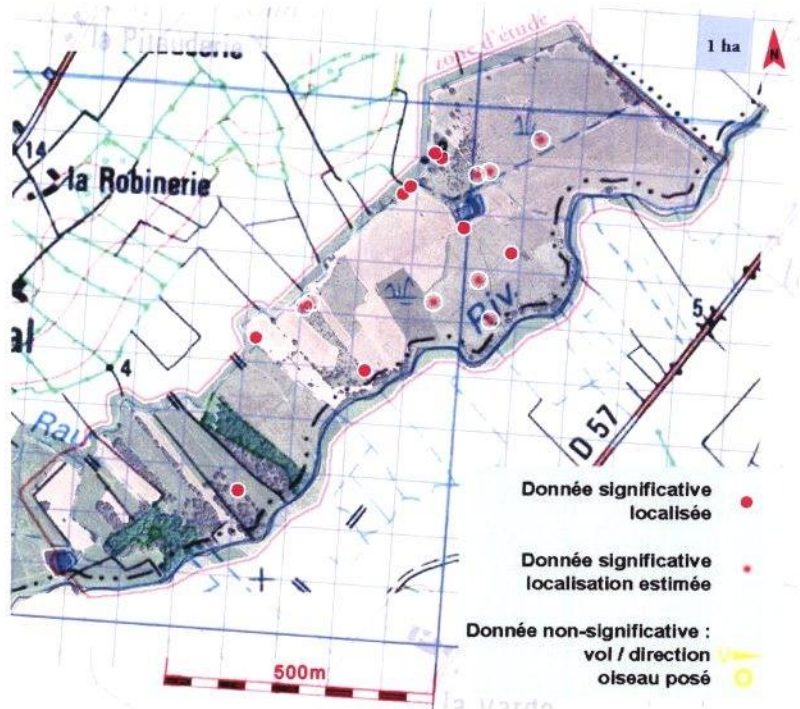 la Pitauderie
zone d'étude
1 ha
N
14
la Robinerie
Riv.
al
4
5
Rau
D 57
Donnée significative
localisée
Donnée significative
localisation estimée
Donnée non-significative :
vol / direction
oiseau posé
500m
la Varde